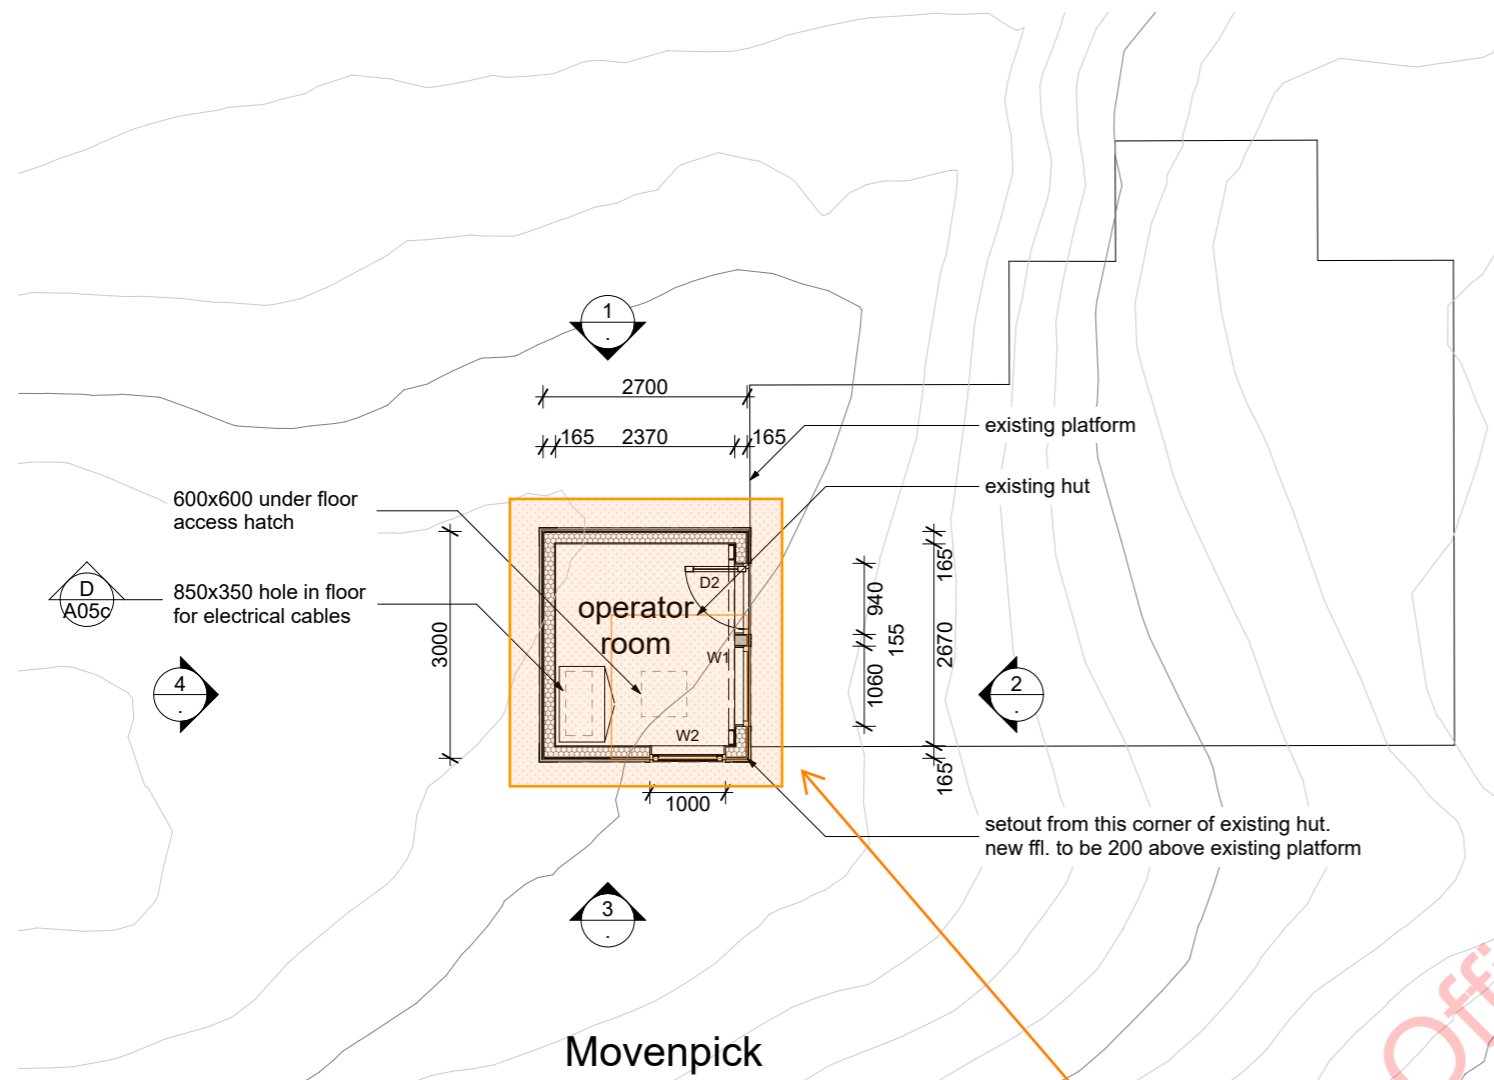 1
.
2700
165
2370
165
existing platform
existing hut
600x600 under floor
access hatch
D
A05c
850x350 hole in floor
for electrical cables
3000
operator
room
D2
W1
W2
940
155
1060
165
2670
165
4
.
2
.
1000
setout from this corner of existing hut.
new ffl. to be 200 above existing platform
3
.
Movenpick
Offi